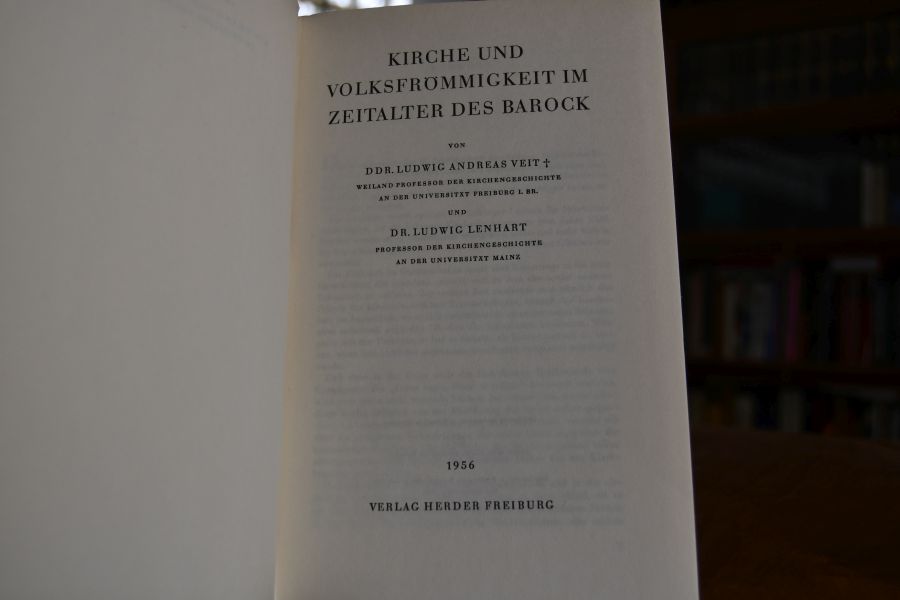 KIRCHE UND
VOLKSFRÖMMIGKEIT IM
ZEITALTER DES BAROCK
VON
DDR. LUDWIG ANDREAS VEIT †
WEILAND PROFESSOR DER KIRCHENGESCHICHTE
AN DER UNIVERSITÄT FREIBURG I. BR.
UND
DR. LUDWIG LENHART
PROFESSOR DER KIRCHENGESCHICHTE
AN DER UNIVERSITÄT MAINZ
1956
VERLAG HERDER FREIBURG